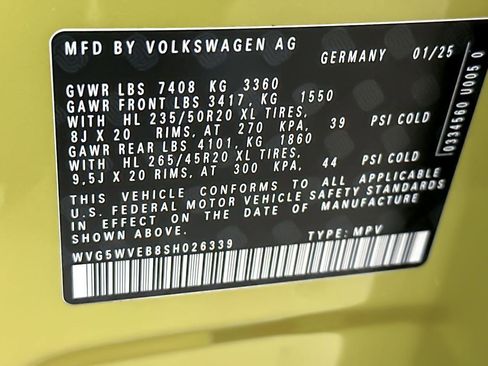 MFD BY VOLKSWAGEN AG GERMANY 01/25
GVWR LBS 7408 KG 3360
GAWR FRONT LBS 3417, KG 1550
WITH HL 235/50R20 XL TIRES,
8J X 20 RIMS, AT 270 KPA, 39 PSI COLD
GAWR REAR LBS 4101, KG 1860
WITH HL 265/45R20 XL TIRES,
9,5J X 20 RIMS, AT 300 KPA, 44 PSI COLD
THIS VEHICLE CONFORMS TO ALL APPLICABLE
U.S. FEDERAL MOTOR VEHICLE SAFETY STANDARDS
IN EFFECT ON THE DATE OF MANUFACTURE
SHOWN ABOVE.
WVG5WVEB8SH026339 TYPE: MPV
0334560 U005 0